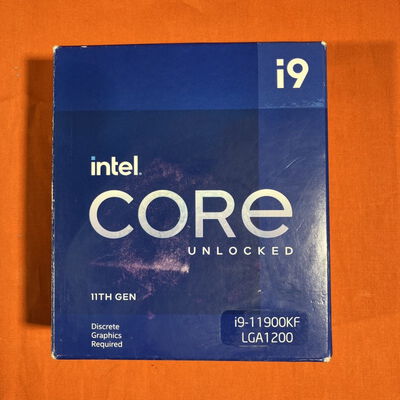 i9
intel.
CORE
UNLOCKED
11TH GEN
Discrete
Graphics
Required
i9-11900KF
LGA1200